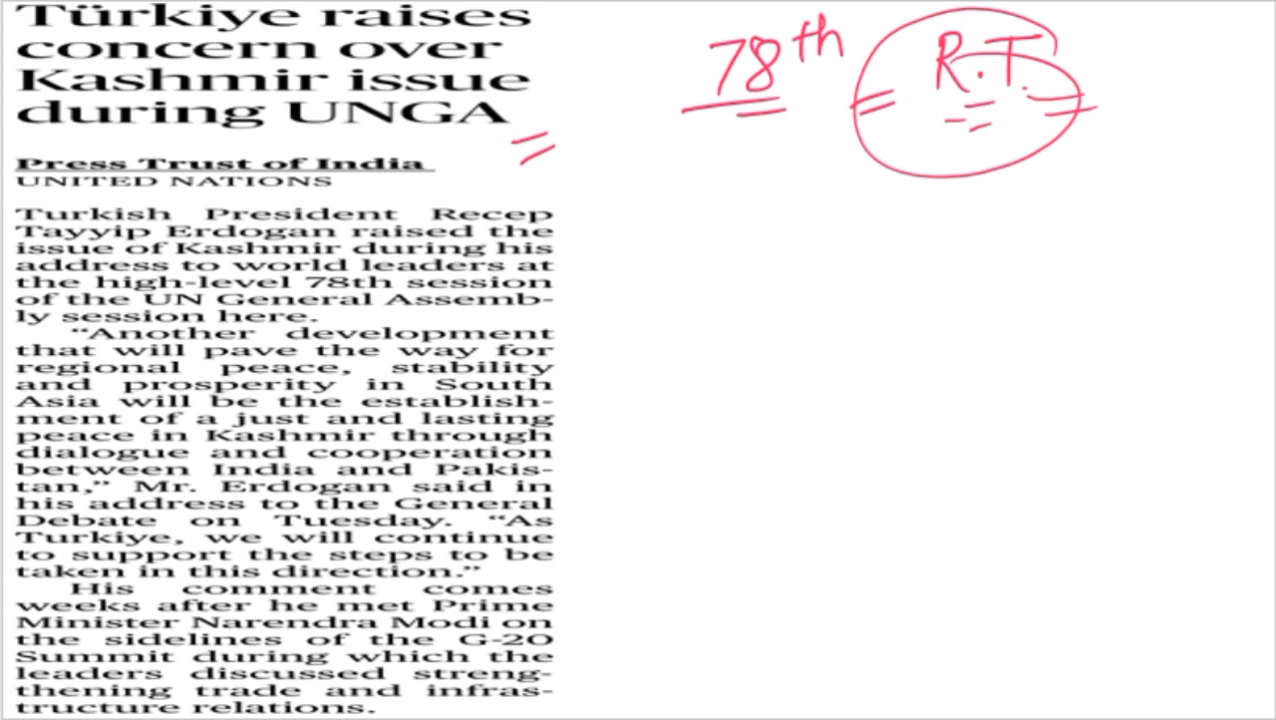 Türkiye raises
concern over
Kashmir issue
during UNGA
Press Trust of India
UNITED NATIONS
Turkish President Recep
Tayyip Erdogan raised the
issue of Kashmir during his
address to world leaders at
the high-level 78th session
of the UN General Assemb-
ly session here.
“Another development
that will pave the way for
regional peace, stability
and prosperity in South
Asia will be the establish-
ment of a just and lasting
peace in Kashmir through
dialogue and cooperation
between India and Pakis-
tan,” Mr. Erdogan said in
his address to the General
Debate on Tuesday. “As
Turkiye, we will continue
to support the steps to be
taken in this direction.”
His comment comes
weeks after he met Prime
Minister Narendra Modi on
the sidelines of the G-20
Summit during which the
leaders discussed streng-
thening trade and infras-
tructure relations.
78th R.T.